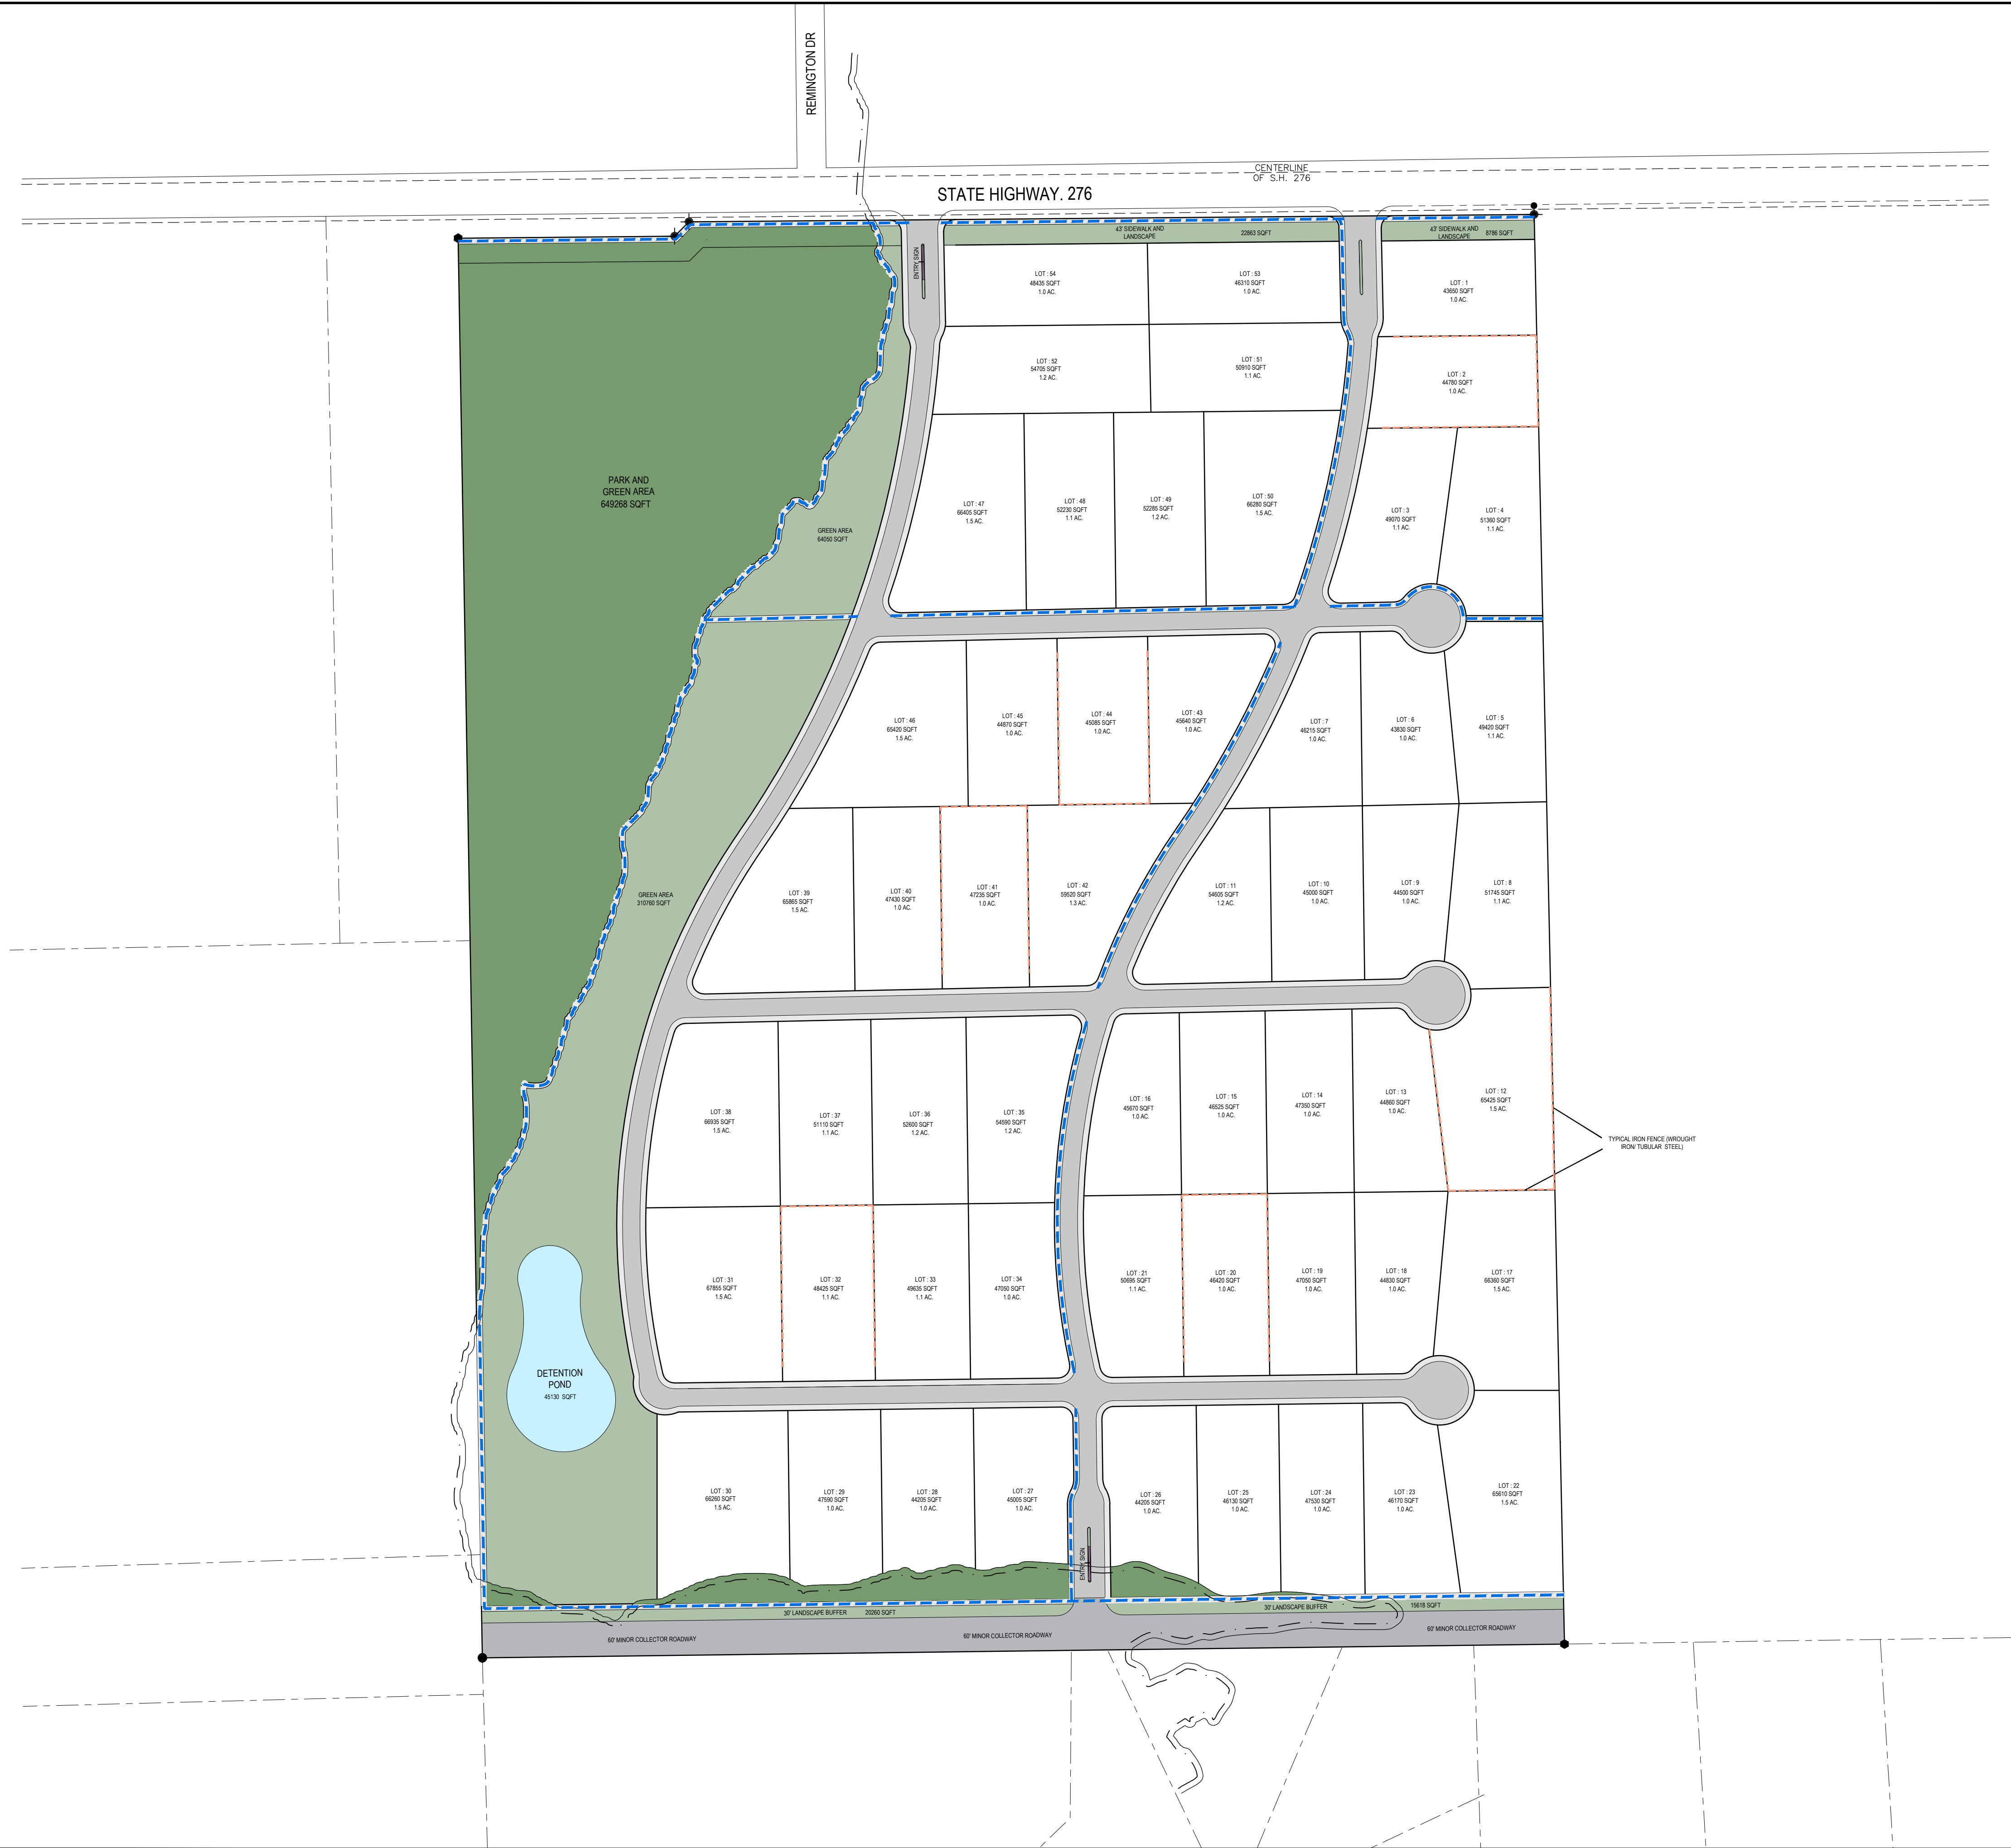 REMINGTON DR
CENTERLINE
OF S.H. 276
STATE HIGHWAY. 276
43' SIDEWALK AND
LANDSCAPE
22863 SQFT
43' SIDEWALK AND
LANDSCAPE
8786 SQFT
ENTRY SIGN
LOT : 54
48435 SQFT
1.0 AC.
LOT : 53
46310 SQFT
1.0 AC.
LOT : 1
43650 SQFT
1.0 AC.
LOT : 52
54705 SQFT
1.2 AC.
LOT : 51
50910 SQFT
1.1 AC.
LOT : 2
44780 SQFT
1.0 AC.
PARK AND
GREEN AREA
649268 SQFT
GREEN AREA
64050 SQFT
LOT : 47
66405 SQFT
1.5 AC.
LOT : 48
52230 SQFT
1.1 AC.
LOT : 49
52285 SQFT
1.2 AC.
LOT : 50
66280 SQFT
1.5 AC.
LOT : 3
49070 SQFT
1.1 AC.
LOT : 4
51360 SQFT
1.1 AC.
LOT : 46
65420 SQFT
1.5 AC.
LOT : 45
44870 SQFT
1.0 AC.
LOT : 44
45085 SQFT
1.0 AC.
LOT : 43
45640 SQFT
1.0 AC.
LOT : 7
46215 SQFT
1.0 AC.
LOT : 6
43830 SQFT
1.0 AC.
LOT : 5
49420 SQFT
1.1 AC.
GREEN AREA
310760 SQFT
LOT : 39
65865 SQFT
1.5 AC.
LOT : 40
47430 SQFT
1.0 AC.
LOT : 41
47235 SQFT
1.0 AC.
LOT : 42
59520 SQFT
1.3 AC.
LOT : 11
54605 SQFT
1.2 AC.
LOT : 10
45000 SQFT
1.0 AC.
LOT : 9
44500 SQFT
1.0 AC.
LOT : 8
51745 SQFT
1.1 AC.
LOT : 38
66935 SQFT
1.5 AC.
LOT : 37
51110 SQFT
1.1 AC.
LOT : 36
52600 SQFT
1.2 AC.
LOT : 35
54590 SQFT
1.2 AC.
LOT : 16
45670 SQFT
1.0 AC.
LOT : 15
46525 SQFT
1.0 AC.
LOT : 14
47350 SQFT
1.0 AC.
LOT : 13
44860 SQFT
1.0 AC.
LOT : 12
65425 SQFT
1.5 AC.
TYPICAL IRON FENCE (WROUGHT
IRON/ TUBULAR STEEL)
LOT : 31
67855 SQFT
1.5 AC.
LOT : 32
48425 SQFT
1.1 AC.
LOT : 33
49635 SQFT
1.1 AC.
LOT : 34
47050 SQFT
1.0 AC.
LOT : 21
50695 SQFT
1.1 AC.
LOT : 20
46420 SQFT
1.0 AC.
LOT : 19
47050 SQFT
1.0 AC.
LOT : 18
44830 SQFT
1.0 AC.
LOT : 17
66360 SQFT
1.5 AC.
DETENTION
POND
45130 SQFT
LOT : 30
66260 SQFT
1.5 AC.
LOT : 29
47590 SQFT
1.0 AC.
LOT : 28
44205 SQFT
1.0 AC.
LOT : 27
45005 SQFT
1.0 AC.
LOT : 26
44205 SQFT
1.0 AC.
LOT : 25
46130 SQFT
1.0 AC.
LOT : 24
47530 SQFT
1.0 AC.
LOT : 23
46170 SQFT
1.0 AC.
LOT : 22
65610 SQFT
1.5 AC.
ENTRY SIGN
30' LANDSCAPE BUFFER 20260 SQFT
30' LANDSCAPE BUFFER 15618 SQFT
60' MINOR COLLECTOR ROADWAY
60' MINOR COLLECTOR ROADWAY
60' MINOR COLLECTOR ROADWAY